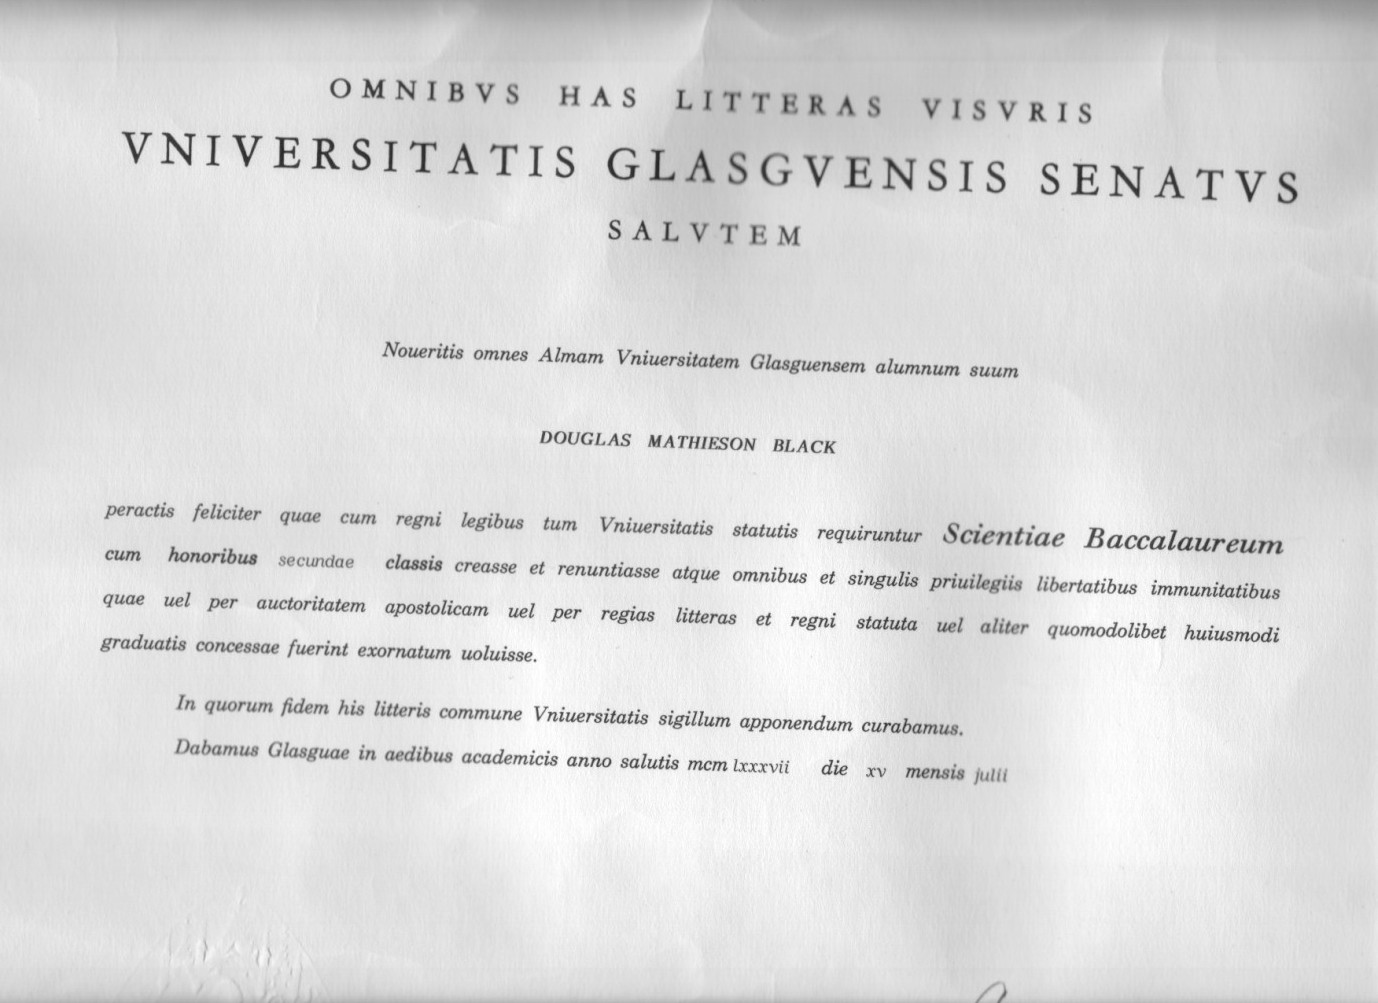 OMNIBVS HAS LITTERAS VISVRIS
VNIVERSITATIS GLASGVENSIS SENATVS
SALVTEM
Noueritis omnes Almam Vniuersitatem Glasguensem alumnum suum
DOUGLAS MATHIESON BLACK
peractis feliciter quae cum regni legibus tum Vniuersitatis statutis requiruntur Scientiae Baccalaureum
cum honoribus secundae classis creasse et renuntiasse atque omnibus et singulis priuilegiis libertatibus immunitatibus
quae uel per auctoritatem apostolicam uel per regias litteras et regni statuta uel aliter quomodolibet huiusmodi
graduatis concessae fuerint exornatum uoluisse.
In quorum fidem his litteris commune Vniuersitatis sigillum apponendum curabamus.
Dabamus Glasguae in aedibus academicis anno salutis mcm lxxxvii die xv mensis julii